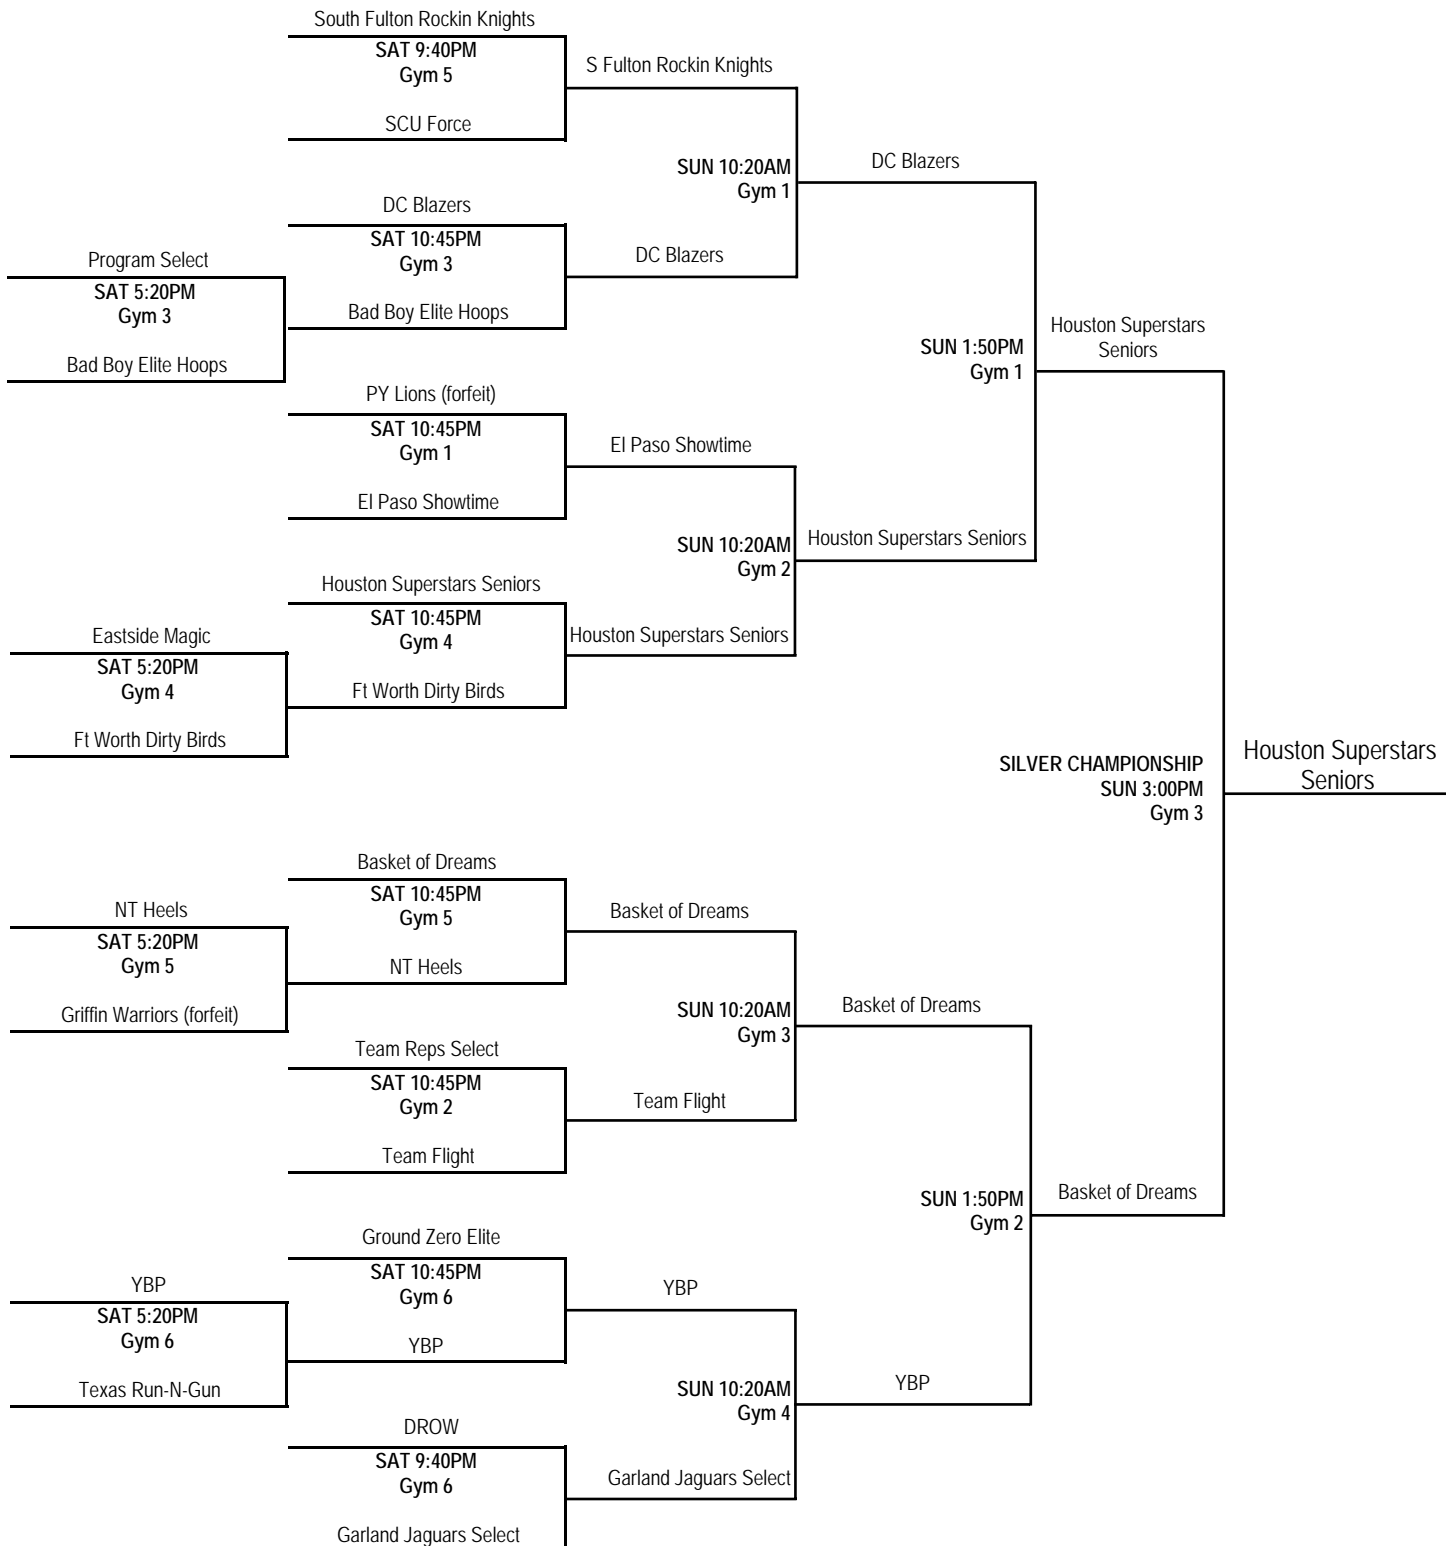 South Fulton Rockin Knights
SAT 9:40PM
Gym 5
S Fulton Rockin Knights
SCU Force
SUN 10:20AM
Gym 1
DC Blazers
DC Blazers
SAT 10:45PM
Gym 3
DC Blazers
Program Select
SAT 5:20PM
Gym 3
Bad Boy Elite Hoops
Bad Boy Elite Hoops
SUN 1:50PM
Gym 1
Houston Superstars
Seniors
PY Lions (forfeit)
SAT 10:45PM
Gym 1
El Paso Showtime
El Paso Showtime
SUN 10:20AM
Gym 2
Houston Superstars Seniors
Houston Superstars Seniors
SAT 10:45PM
Gym 4
Houston Superstars Seniors
Eastside Magic
SAT 5:20PM
Gym 4
Ft Worth Dirty Birds
Ft Worth Dirty Birds
SILVER CHAMPIONSHIP
SUN 3:00PM
Gym 3
Houston Superstars
Seniors
Basket of Dreams
SAT 10:45PM
Gym 5
Basket of Dreams
NT Heels
SAT 5:20PM
Gym 5
NT Heels
Griffin Warriors (forfeit)
SUN 10:20AM
Gym 3
Basket of Dreams
Team Reps Select
SAT 10:45PM
Gym 2
Team Flight
Team Flight
SUN 1:50PM
Gym 2
Basket of Dreams
Ground Zero Elite
SAT 10:45PM
Gym 6
YBP
YBP
SAT 5:20PM
Gym 6
YBP
Texas Run-N-Gun
SUN 10:20AM
Gym 4
YBP
DROW
SAT 9:40PM
Gym 6
Garland Jaguars Select
Garland Jaguars Select